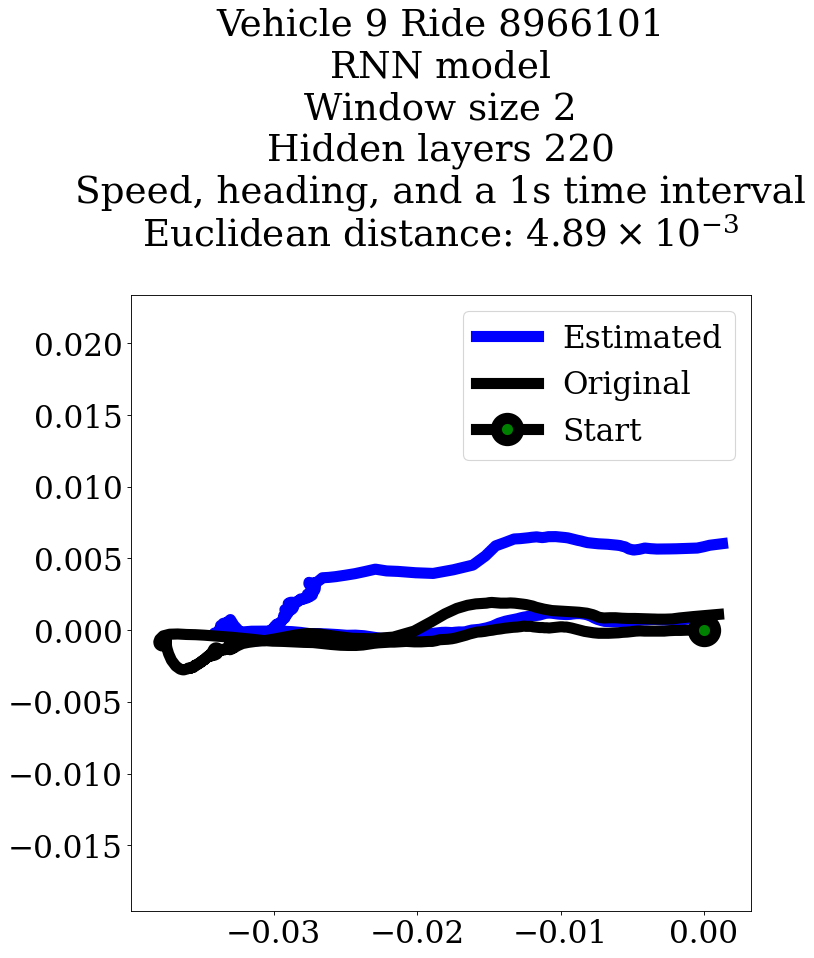 Vehicle 9 Ride 8966101
RNN model
Window size 2
Hidden layers 220
Speed, heading, and a 1s time interval
Euclidean distance: 4.89 × 10⁻³
Estimated
Original
Start
0.020
0.015
0.010
0.005
0.000
−0.005
−0.010
−0.015
−0.03 −0.02 −0.01 0.00